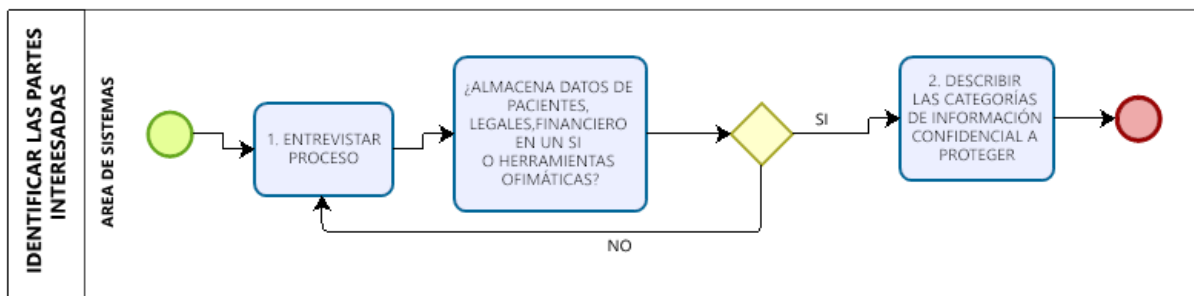 IDENTIFICAR LAS PARTES
INTERESADAS
AREA DE SISTEMAS
1. ENTREVISTAR
PROCESO
¿ALMACENA DATOS DE
PACIENTES,
LEGALES,FINANCIERO
EN UN SI
O HERRAMIENTAS
OFIMÁTICAS?
SI
NO
2. DESCRIBIR
LAS CATEGORÍAS
DE INFORMACIÓN
CONFIDENCIAL A
PROTEGER